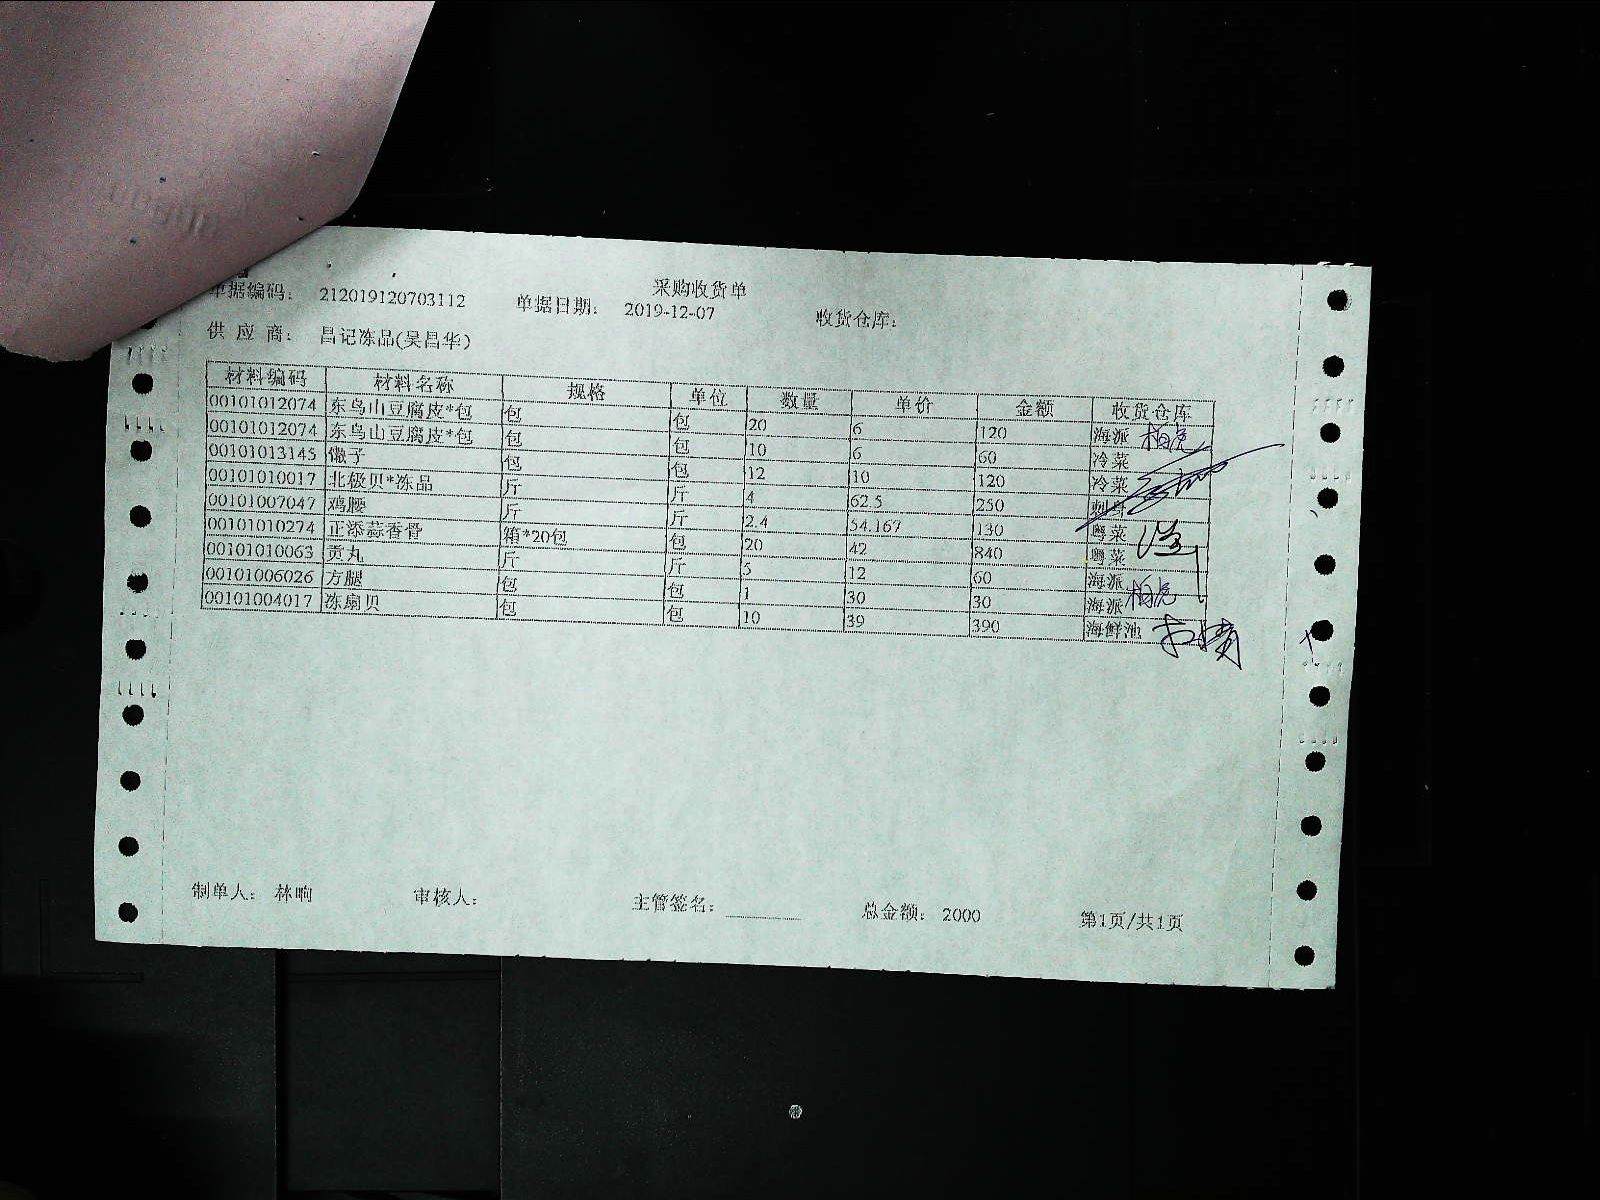 采购收货单
单据编码： 212019120703112 单据日期： 2019-12-07 收货仓库：
供 应 商： 昌记冻品(吴昌华)
材料编码 材料名称 规格 单位 数量 单价 金额 收货仓库
00101012074 东乌山豆腐皮*包 包 包 20 6 120 海派
00101012074 东乌山豆腐皮*包 包 包 10 6 60 冷菜
00101013145 馓子 包 包 12 10 120 冷菜
00101010017 北极贝*冻品 斤 斤 4 62.5 250 刺身
00101007047 鸡腰 斤 斤 2.4 54.167 130 粤菜
00101010274 正添蒜香骨 箱*20包 包 20 42 840 粤菜
00101010063 贡丸 斤 斤 5 12 60 海派
00101006026 方腿 包 包 1 30 30 海派
00101004017 冻扇贝 包 包 10 39 390 海鲜池
制单人： 林响 审核人： 主管签名： 总金额： 2000 第1页/共1页